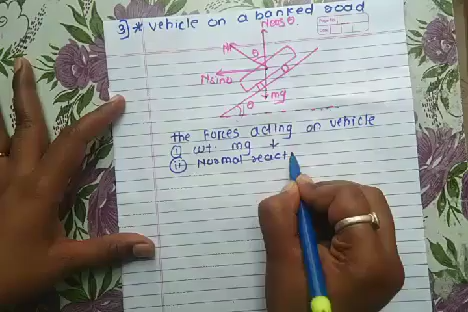 3) * vehicle on a banked road
Ncosθ
N
θ
Nsinθ
mg
θ
the Forces acting on vehicle
(i) wt. mg ↓
(ii) Normal react